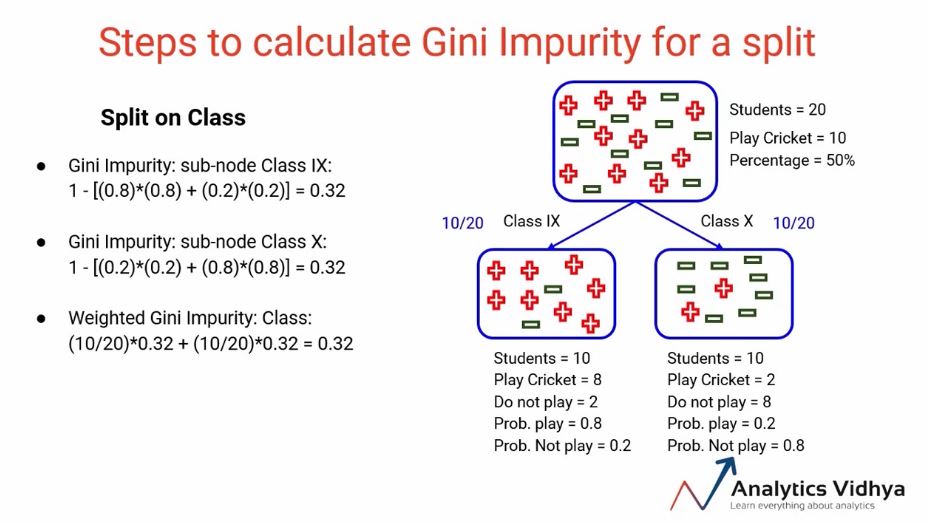 Steps to calculate Gini Impurity for a split
Split on Class
● Gini Impurity: sub-node Class IX:
1 - [(0.8)*(0.8) + (0.2)*(0.2)] = 0.32
● Gini Impurity: sub-node Class X:
1 - [(0.2)*(0.2) + (0.8)*(0.8)] = 0.32
● Weighted Gini Impurity: Class:
(10/20)*0.32 + (10/20)*0.32 = 0.32
Students = 20
Play Cricket = 10
Percentage = 50%
10/20 Class IX
Class X 10/20
Students = 10
Play Cricket = 8
Do not play = 2
Prob. play = 0.8
Prob. Not play = 0.2
Students = 10
Play Cricket = 2
Do not play = 8
Prob. play = 0.2
Prob. Not play = 0.8
Analytics Vidhya
Learn everything about analytics